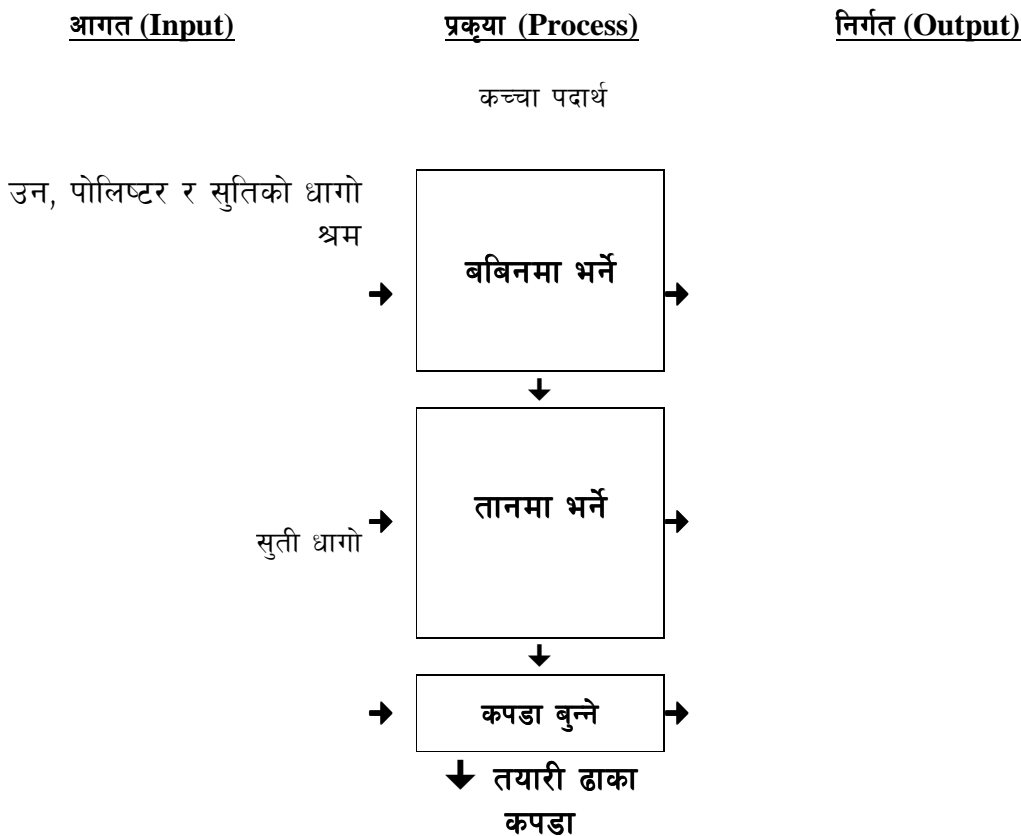 आगत (Input)
प्रकृया (Process)
निर्गत (Output)
कच्चा पदार्थ
उन, पोलिष्टर र सुतिको धागो
श्रम
बबिनमा भर्ने
सुती धागो
तानमा भर्ने
कपडा बुन्ने
तयारी ढाका
कपडा